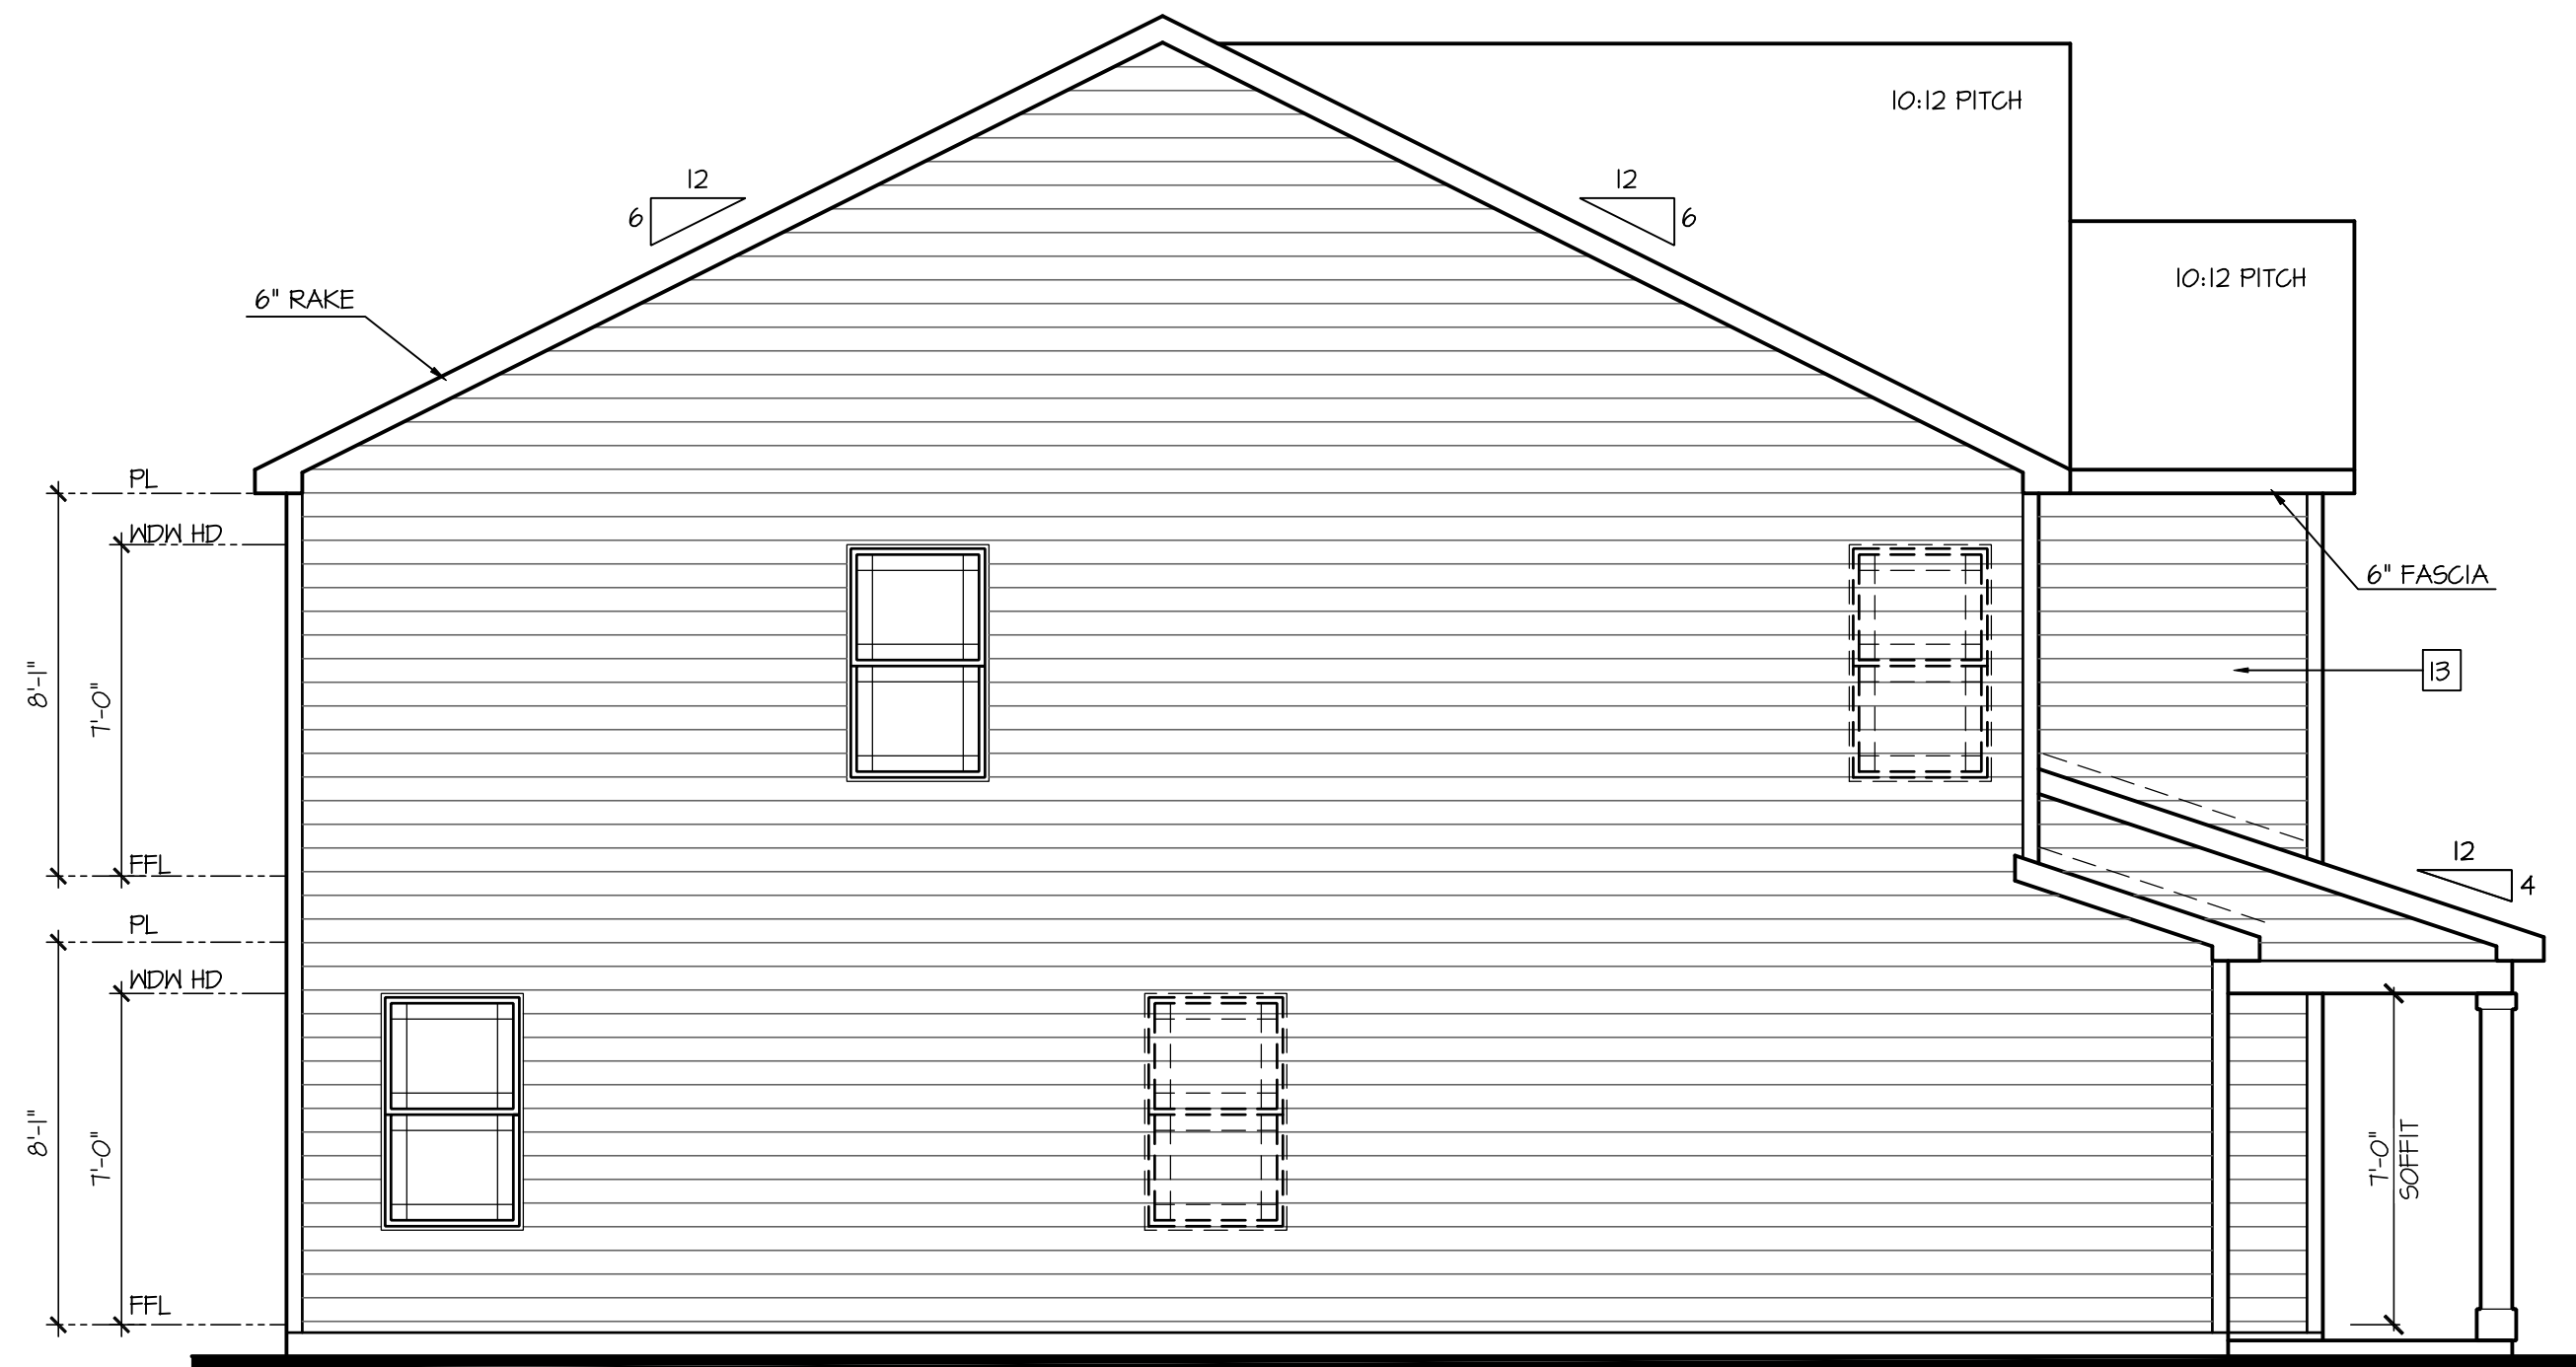 10:12 PITCH
12
6
12
6
10:12 PITCH
6" RAKE
PL
WDW HD
6" FASCIA
8'-1"
7'-0"
13
FFL
12
4
PL
WDW HD
8'-1"
7'-0"
7'-0"
SOFFIT
FFL